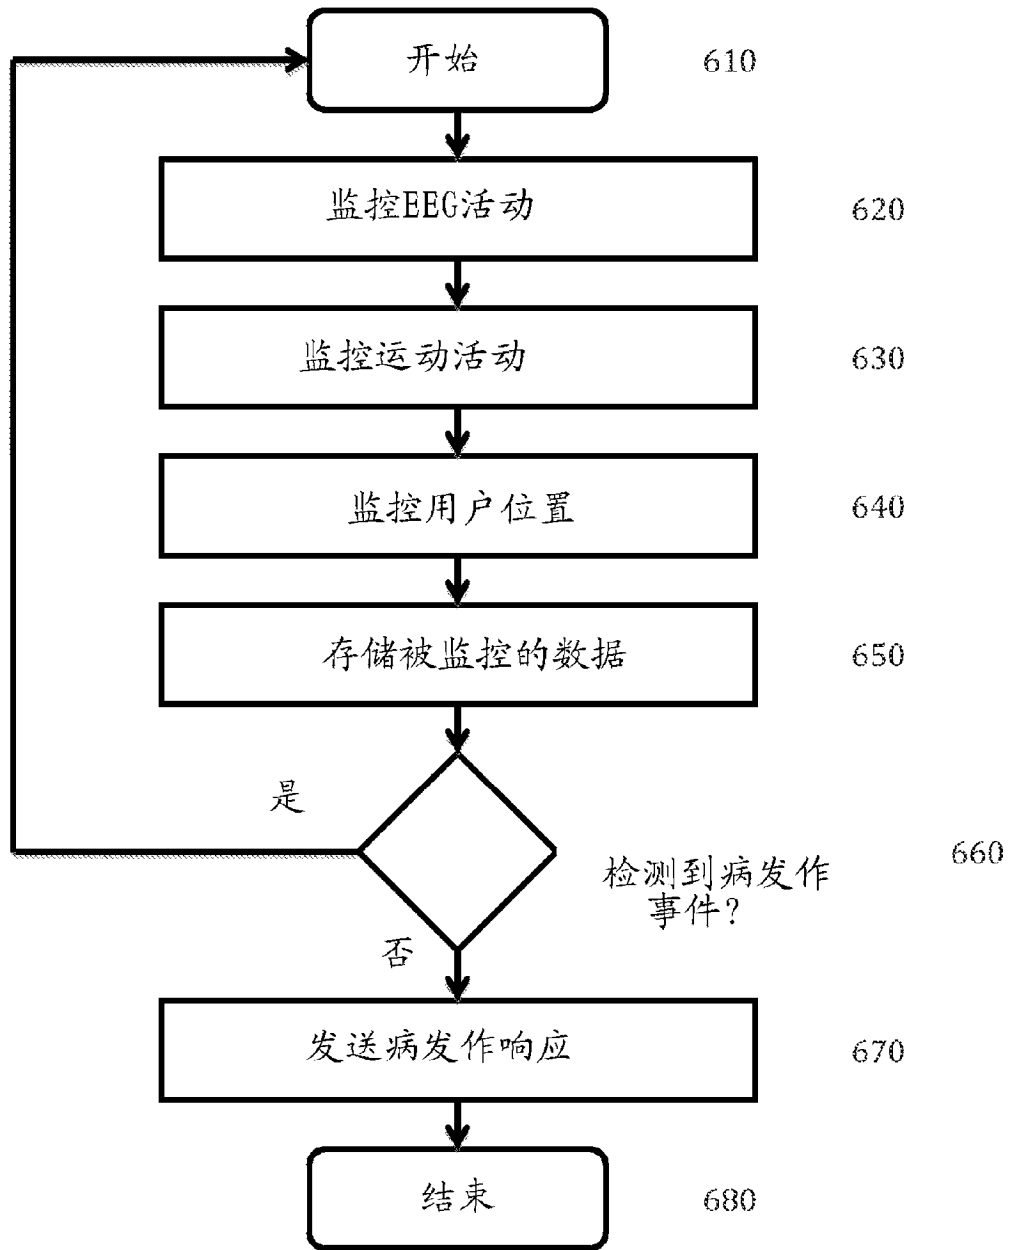 开始
610
监控EEG活动
620
监控运动活动
630
监控用户位置
640
存储被监控的数据
650
是
660
检测到病发作
事件?
否
发送病发作响应
670
结束
680